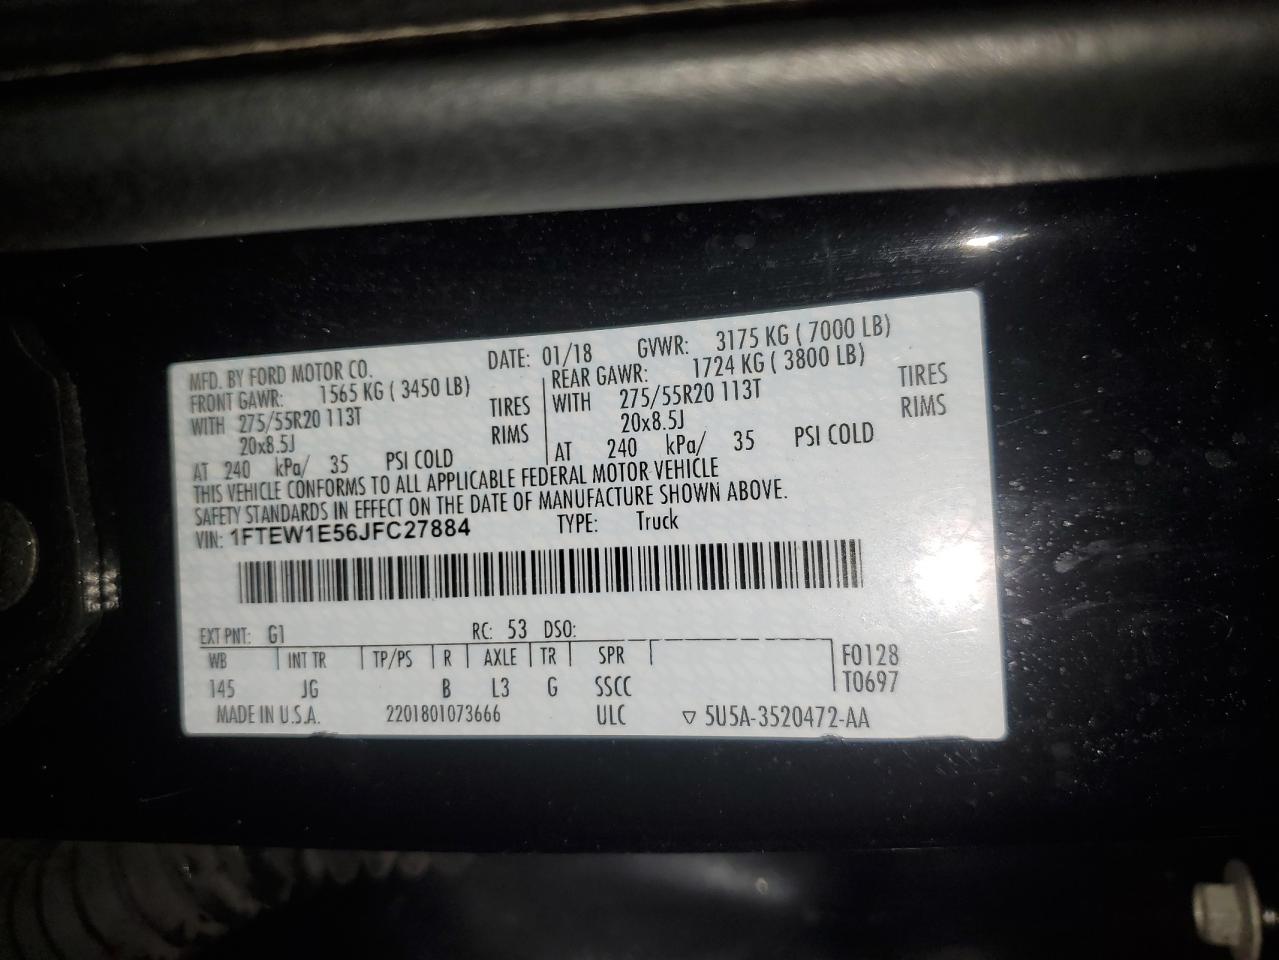 MFD. BY FORD MOTOR CO. DATE: 01/18 GVWR: 3175 KG ( 7000 LB)
FRONT GAWR: 1565 KG ( 3450 LB) REAR GAWR: 1724 KG ( 3800 LB)
WITH 275/55R20 113T TIRES WITH 275/55R20 113T TIRES
20x8.5J RIMS 20x8.5J RIMS
AT 240 kPa/ 35 PSI COLD AT 240 kPa/ 35 PSI COLD
THIS VEHICLE CONFORMS TO ALL APPLICABLE FEDERAL MOTOR VEHICLE
SAFETY STANDARDS IN EFFECT ON THE DATE OF MANUFACTURE SHOWN ABOVE.
VIN: 1FTEW1E56JFC27884 TYPE: Truck
EXT PNT: G1 RC: 53 DSO:
WB INT TR TP/PS R AXLE TR SPR F0128
145 JG B L3 G SSCC T0697
MADE IN U.S.A. 2201801073666 ULC ▽ 5U5A-3520472-AA